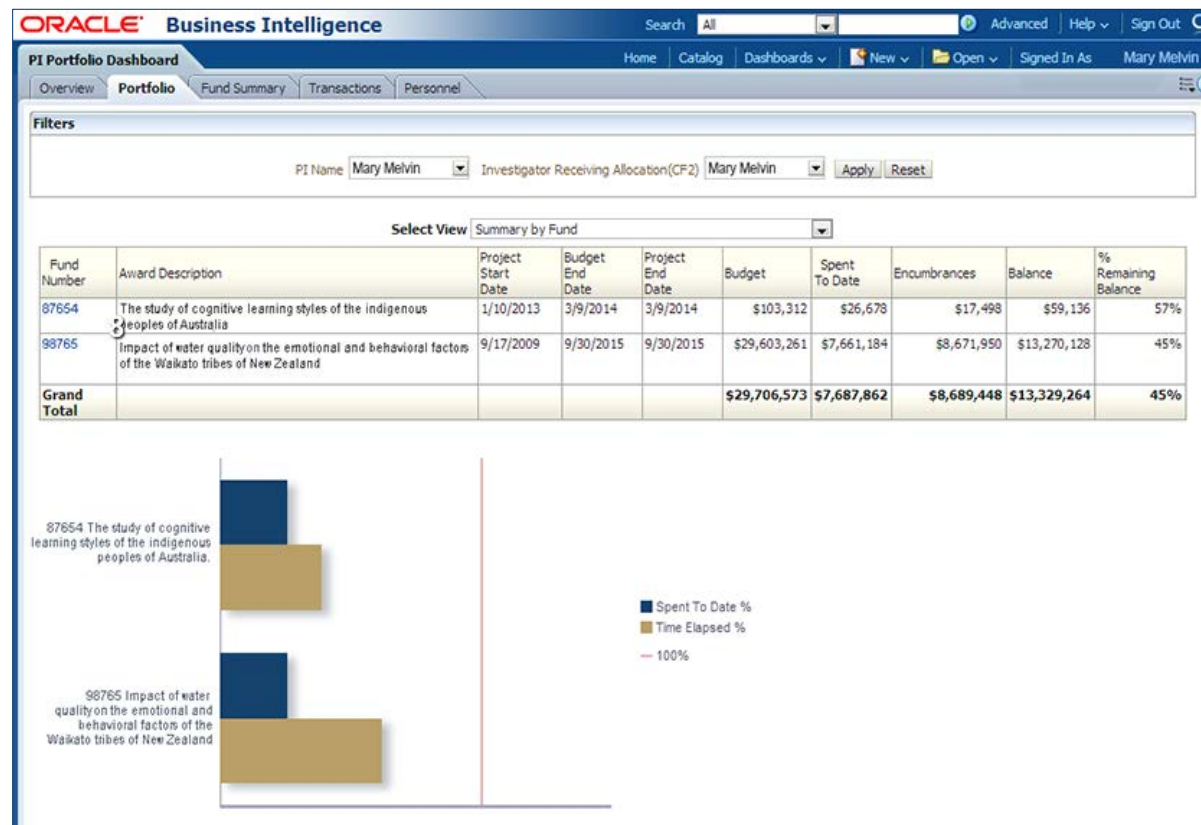 ORACLE Business Intelligence
Search All Advanced Help Sign Out
PI Portfolio Dashboard
Home Catalog Dashboards New Open Signed In As Mary Melvin
Overview Portfolio Fund Summary Transactions Personnel
Filters
PI Name Mary Melvin Investigator Receiving Allocation(CF2) Mary Melvin Apply Reset
Select View Summary by Fund
Fund Number Award Description Project Start Date Budget End Date Project End Date Budget Spent To Date Encumbrances Balance % Remaining Balance
87654 The study of cognitive learning styles of the indigenous peoples of Australia 1/10/2013 3/9/2014 3/9/2014 $103,312 $26,678 $17,498 $59,136 57%
98765 Impact of water quality on the emotional and behavioral factors of the Waikato tribes of New Zealand 9/17/2009 9/30/2015 9/30/2015 $29,603,261 $7,661,184 $8,671,950 $13,270,128 45%
Grand Total $29,706,573 $7,687,862 $8,689,448 $13,329,264 45%
87654 The study of cognitive
learning styles of the indigenous
peoples of Australia.
98765 Impact of water
quality on the emotional and
behavioral factors of the
Waikato tribes of New Zealand
Spent To Date %
Time Elapsed %
100%